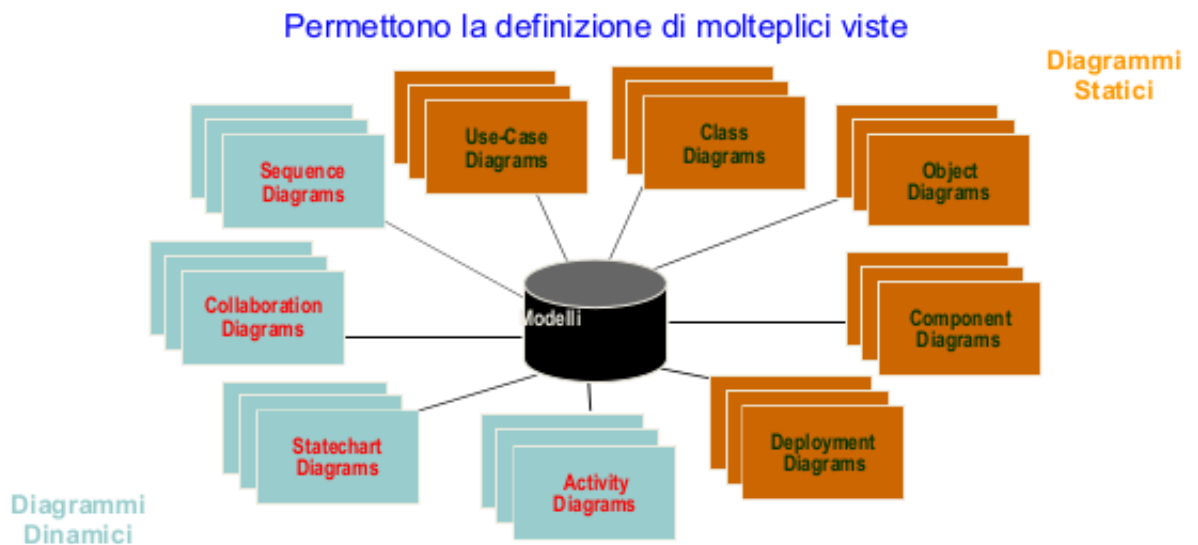 Permettono la definizione di molteplici viste
Diagrammi
Statici
Use-Case
Diagrams
Class
Diagrams
Sequence
Diagrams
Object
Diagrams
Collaboration
Diagrams
Modelli
Component
Diagrams
Statechart
Diagrams
Activity
Diagrams
Deployment
Diagrams
Diagrammi
Dinamici